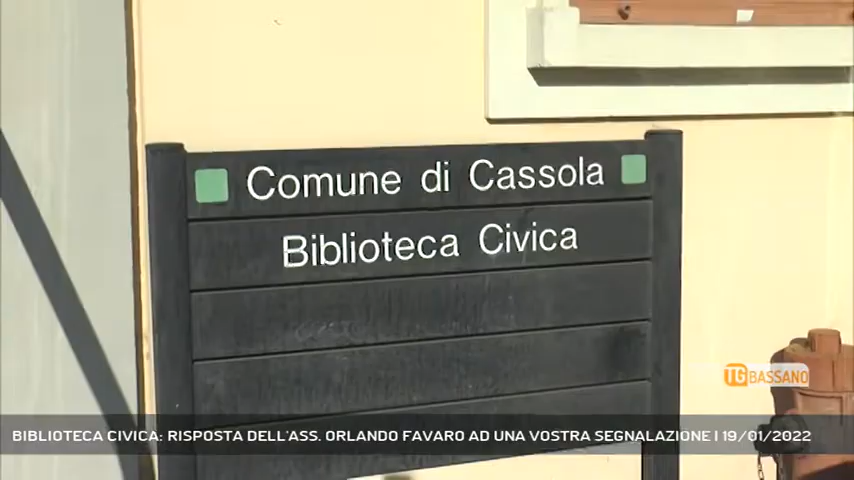 Comune di Cassola
Biblioteca Civica
TG BASSANO
BIBLIOTECA CIVICA: RISPOSTA DELL'ASS. ORLANDO FAVARO AD UNA VOSTRA SEGNALAZIONE | 19/01/2022